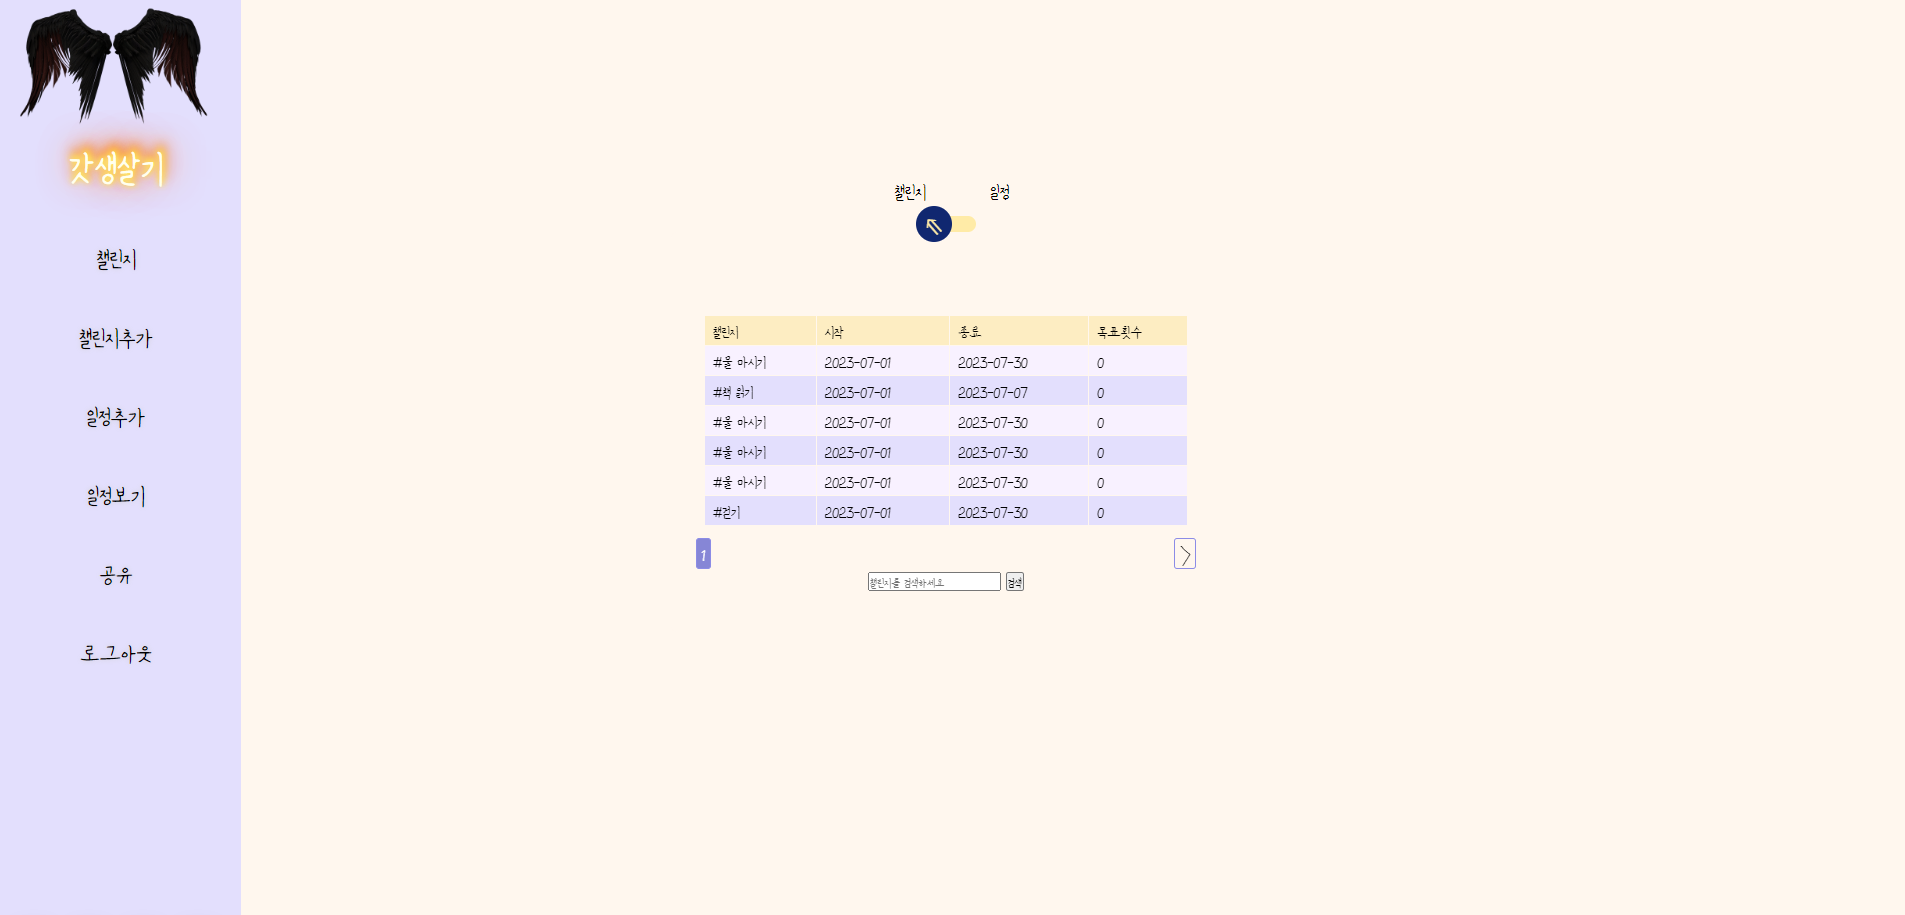 갓생살기
챌린지
챌린지추가
일정추가
일정보기
공유
로그아웃
챌린지 일정
챌린지 시작 종료 목표횟수
#물 마시기 2023-07-01 2023-07-30 0
#책 읽기 2023-07-01 2023-07-07 0
#물 마시기 2023-07-01 2023-07-30 0
#물 마시기 2023-07-01 2023-07-30 0
#물 마시기 2023-07-01 2023-07-30 0
#걷기 2023-07-01 2023-07-30 0
1 >
챌린지를 검색하세요 검색